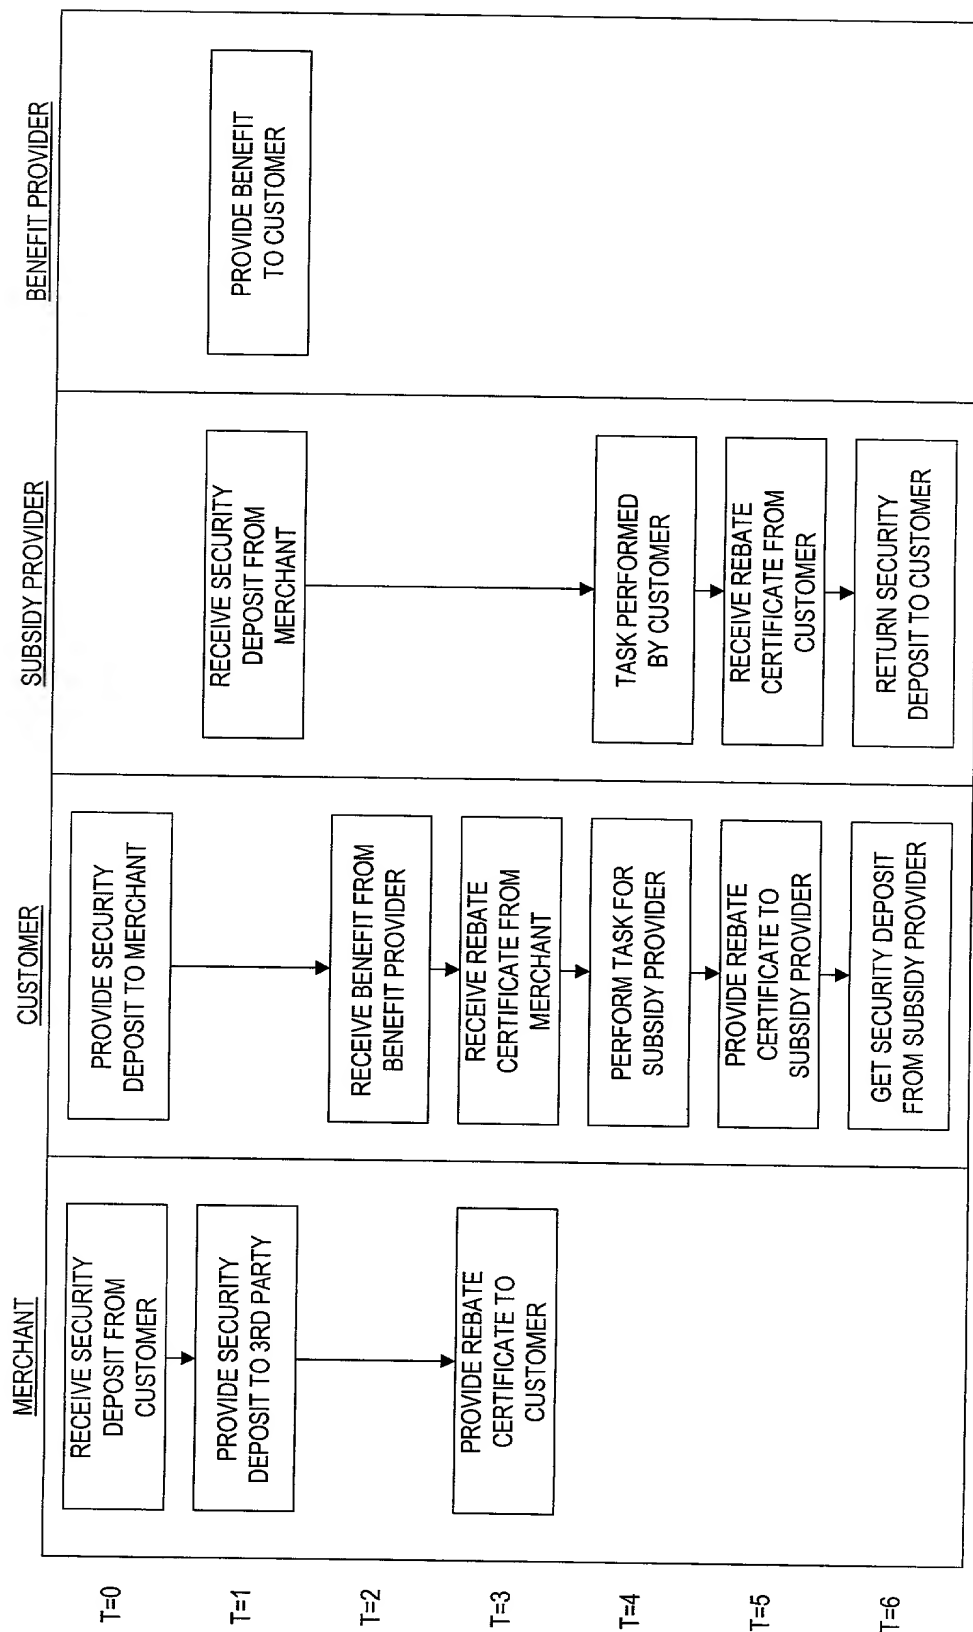 MERCHANT
CUSTOMER
SUBSIDY PROVIDER
BENEFIT PROVIDER
T=0
RECEIVE SECURITY
DEPOSIT FROM
CUSTOMER
PROVIDE SECURITY
DEPOSIT TO MERCHANT
T=1
PROVIDE SECURITY
DEPOSIT TO 3RD PARTY
RECEIVE SECURITY
DEPOSIT FROM
MERCHANT
PROVIDE BENEFIT
TO CUSTOMER
T=2
RECEIVE BENEFIT FROM
BENEFIT PROVIDER
T=3
PROVIDE REBATE
CERTIFICATE TO
CUSTOMER
RECEIVE REBATE
CERTIFICATE FROM
MERCHANT
T=4
PERFORM TASK FOR
SUBSIDY PROVIDER
TASK PERFORMED
BY CUSTOMER
T=5
PROVIDE REBATE
CERTIFICATE TO
SUBSIDY PROVIDER
RECEIVE REBATE
CERTIFICATE FROM
CUSTOMER
T=6
GET SECURITY DEPOSIT
FROM SUBSIDY PROVIDER
RETURN SECURITY
DEPOSIT TO CUSTOMER